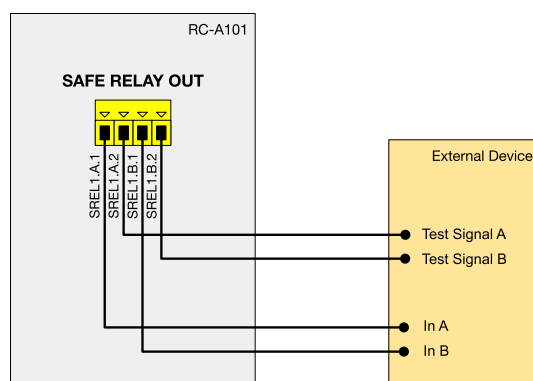 RC-A101
SAFE RELAY OUT
SREL1.A.1
SREL1.A.2
SREL1.B.1
SREL1.B.2
External Device
Test Signal A
Test Signal B
In A
In B